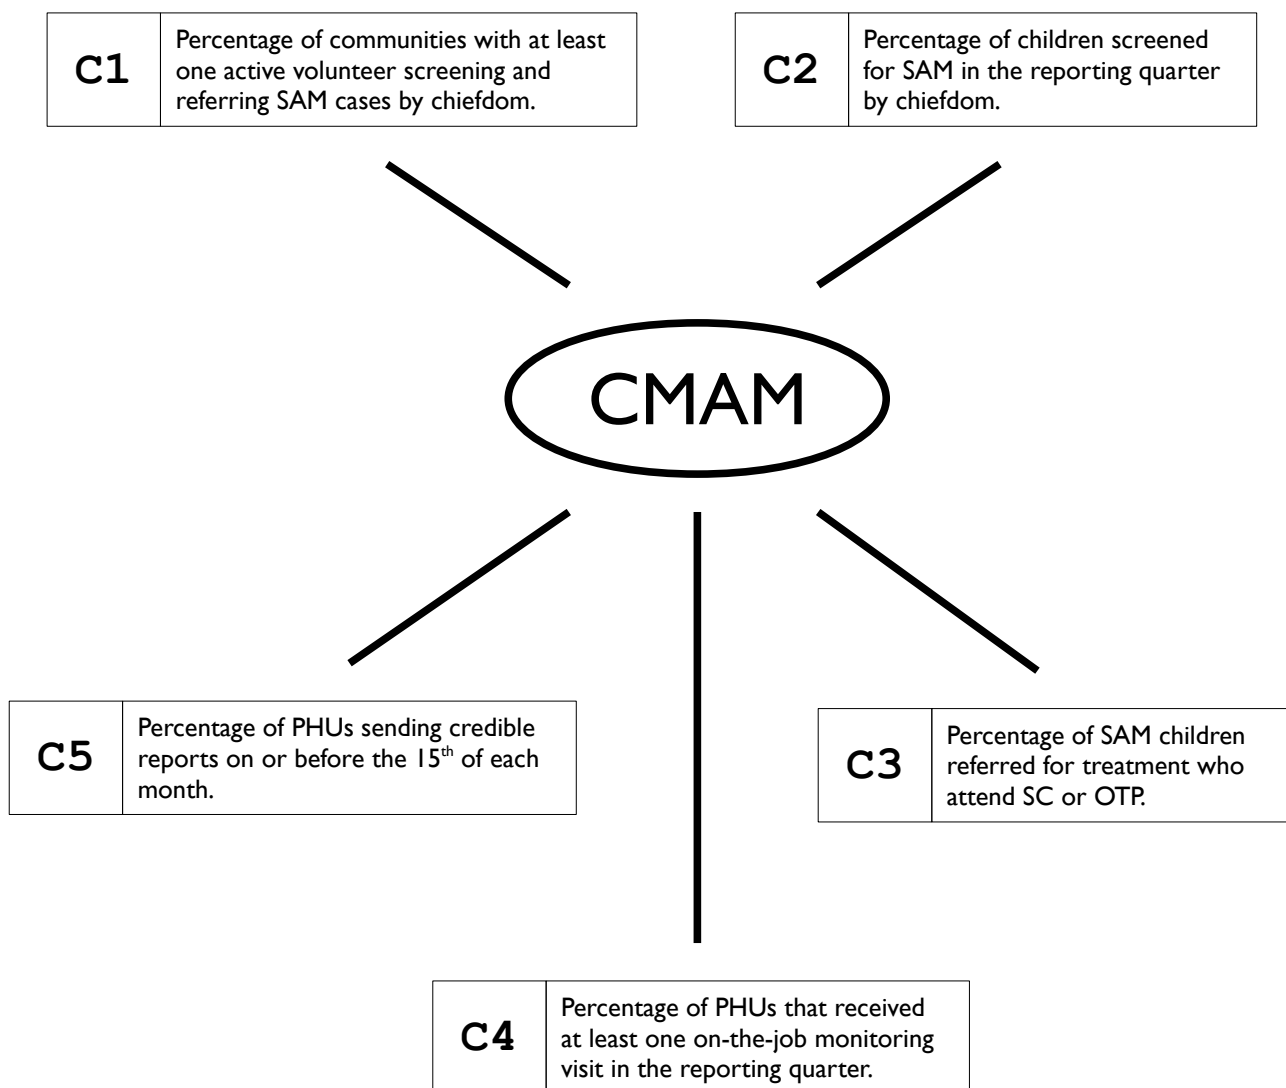 C1
Percentage of communities with at least
one active volunteer screening and
referring SAM cases by chiefdom.
C2
Percentage of children screened
for SAM in the reporting quarter
by chiefdom.
CMAM
C5
Percentage of PHUs sending credible
reports on or before the 15th of each
month.
C3
Percentage of SAM children
referred for treatment who
attend SC or OTP.
C4
Percentage of PHUs that received
at least one on-the-job monitoring
visit in the reporting quarter.